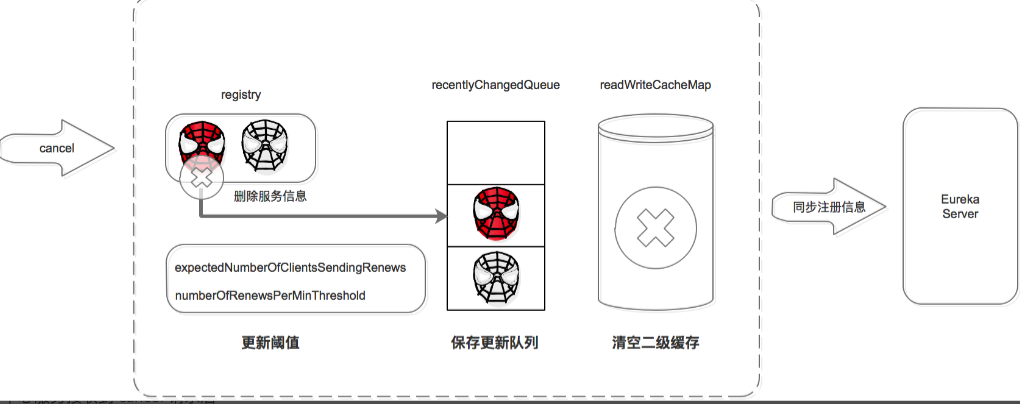 cancel
registry
删除服务信息
recentlyChangedQueue
readWriteCacheMap
expectedNumberOfClientsSendingRenews
numberOfRenewsPerMinThreshold
更新阈值
保存更新队列
清空二级缓存
同步注册信息
Eureka
Server